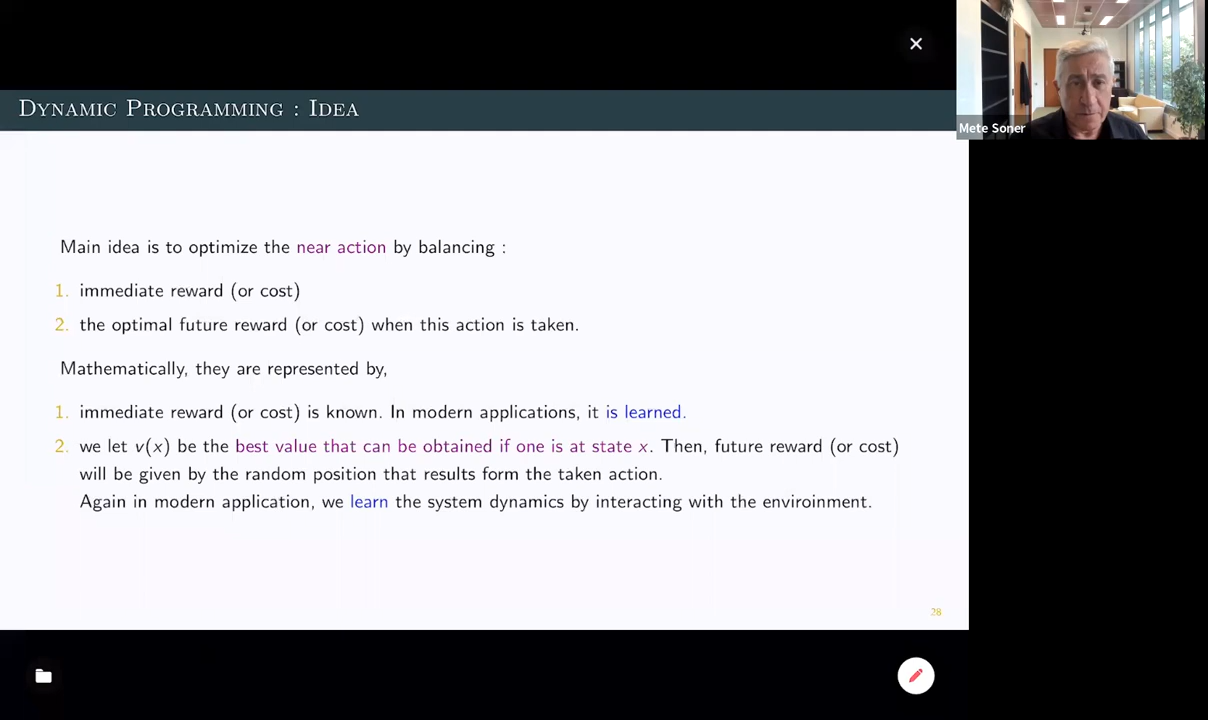 DYNAMIC PROGRAMMING : IDEA
Mete Soner
Main idea is to optimize the near action by balancing :
1. immediate reward (or cost)
2. the optimal future reward (or cost) when this action is taken.
Mathematically, they are represented by,
1. immediate reward (or cost) is known. In modern applications, it is learned.
2. we let v(x) be the best value that can be obtained if one is at state x. Then, future reward (or cost)
will be given by the random position that results form the taken action.
Again in modern application, we learn the system dynamics by interacting with the enviroinment.
28